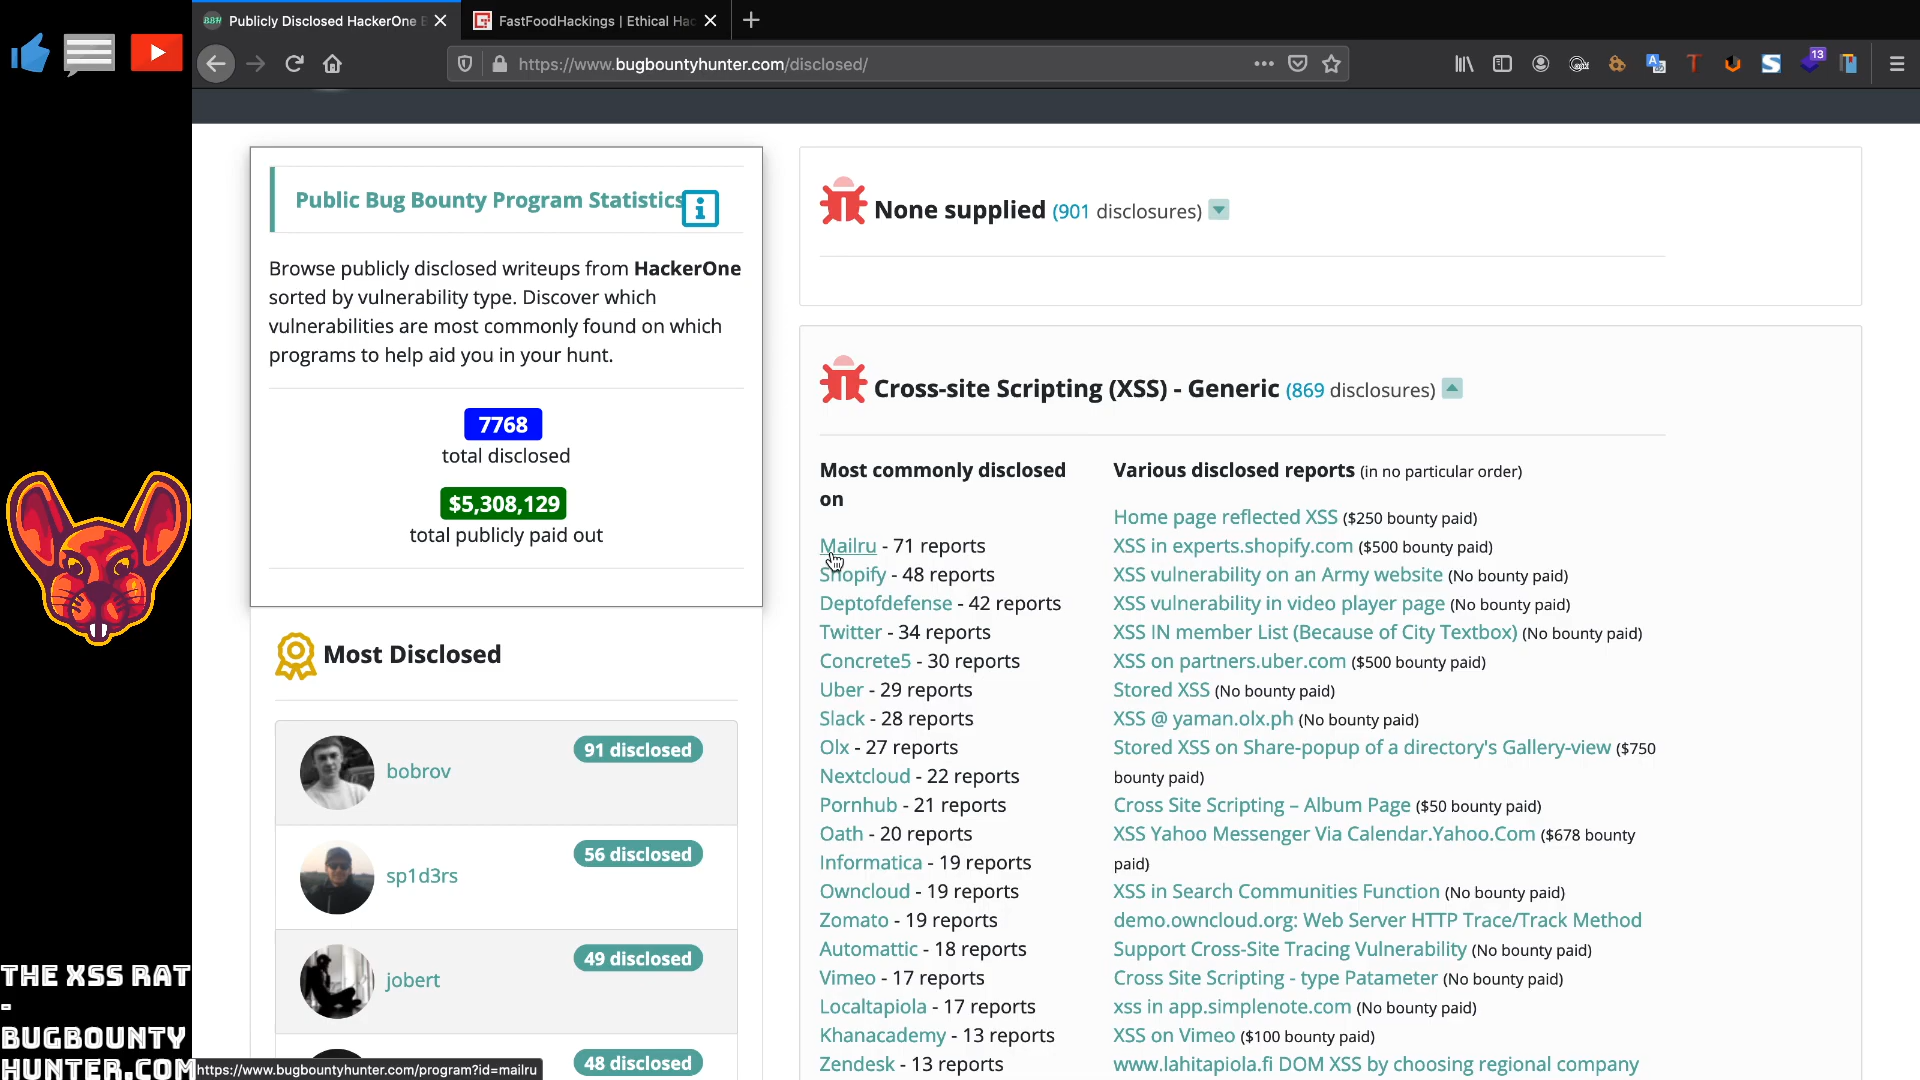 Publicly Disclosed HackerOne B
FastFoodHackings | Ethical Hac
https://www.bugbountyhunter.com/disclosed/
13
Public Bug Bounty Program Statistics
Browse publicly disclosed writeups from HackerOne
sorted by vulnerability type. Discover which
vulnerabilities are most commonly found on which
programs to help aid you in your hunt.
7768
total disclosed
$5,308,129
total publicly paid out
Most Disclosed
bobrov
91 disclosed
sp1d3rs
56 disclosed
jobert
49 disclosed
48 disclosed
None supplied (901 disclosures)
Cross-site Scripting (XSS) - Generic (869 disclosures)
Most commonly disclosed
on
Mailru - 71 reports
Shopify - 48 reports
Deptofdefense - 42 reports
Twitter - 34 reports
Concrete5 - 30 reports
Uber - 29 reports
Slack - 28 reports
Olx - 27 reports
Nextcloud - 22 reports
Pornhub - 21 reports
Oath - 20 reports
Informatica - 19 reports
Owncloud - 19 reports
Zomato - 19 reports
Automattic - 18 reports
Vimeo - 17 reports
Localtapiola - 17 reports
Khanacademy - 13 reports
Zendesk - 13 reports
Various disclosed reports (in no particular order)
Home page reflected XSS ($250 bounty paid)
XSS in experts.shopify.com ($500 bounty paid)
XSS vulnerability on an Army website (No bounty paid)
XSS vulnerability in video player page (No bounty paid)
XSS IN member List (Because of City Textbox) (No bounty paid)
XSS on partners.uber.com ($500 bounty paid)
Stored XSS (No bounty paid)
XSS @ yaman.olx.ph (No bounty paid)
Stored XSS on Share-popup of a directory's Gallery-view ($750
bounty paid)
Cross Site Scripting – Album Page ($50 bounty paid)
XSS Yahoo Messenger Via Calendar.Yahoo.Com ($678 bounty
paid)
XSS in Search Communities Function (No bounty paid)
demo.owncloud.org: Web Server HTTP Trace/Track Method
Support Cross-Site Tracing Vulnerability (No bounty paid)
Cross Site Scripting - type Patameter (No bounty paid)
xss in app.simplenote.com (No bounty paid)
XSS on Vimeo ($100 bounty paid)
www.lahitapiola.fi DOM XSS by choosing regional company
THE XSS RAT
-
BUGBOUNTY
HUNTER.COM
https://www.bugbountyhunter.com/program?id=mailru